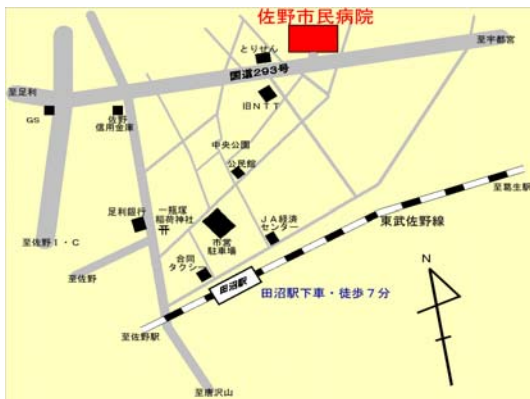 佐野市民病院
とりせん
至宇都宮
国道293号
至足利
GS
佐野
信用金庫
旧NTT
中央公園
公民館
至葛生駅
足利銀行
一瓶塚
稲荷神社
市営
駐車場
JA経済
センター
東武佐野線
至佐野I・C
至佐野
合同
タクシー
田沼駅
田沼駅下車・徒歩7分
N
至佐野駅
至唐沢山